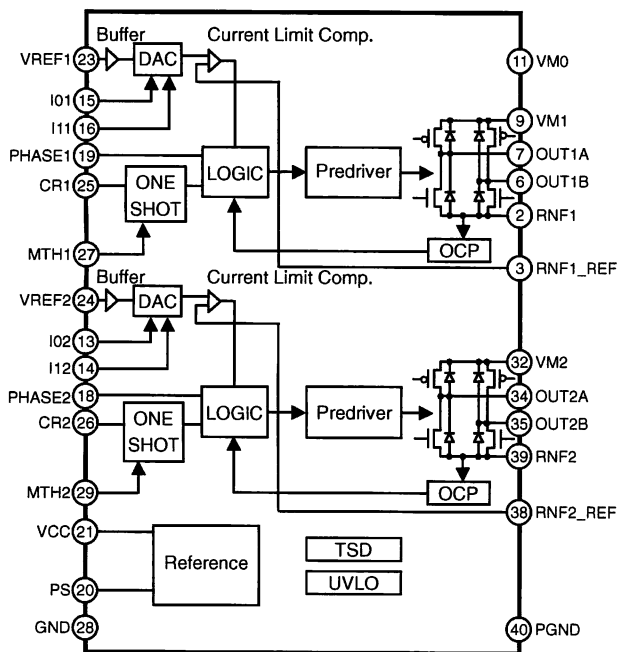 Buffer
Current Limit Comp.
VREF1 23
DAC
11 VM0
I01 15
I11 16
9 VM1
PHASE1 19
7 OUT1A
CR1 25
ONE SHOT
LOGIC
Predriver
6 OUT1B
2 RNF1
MTH1 27
OCP
3 RNF1_REF
Buffer
Current Limit Comp.
VREF2 24
DAC
I02 13
I12 14
32 VM2
PHASE2 18
34 OUT2A
CR2 26
ONE SHOT
LOGIC
Predriver
35 OUT2B
39 RNF2
MTH2 29
OCP
38 RNF2_REF
VCC 21
Reference
TSD
PS 20
UVLO
GND 28
40 PGND